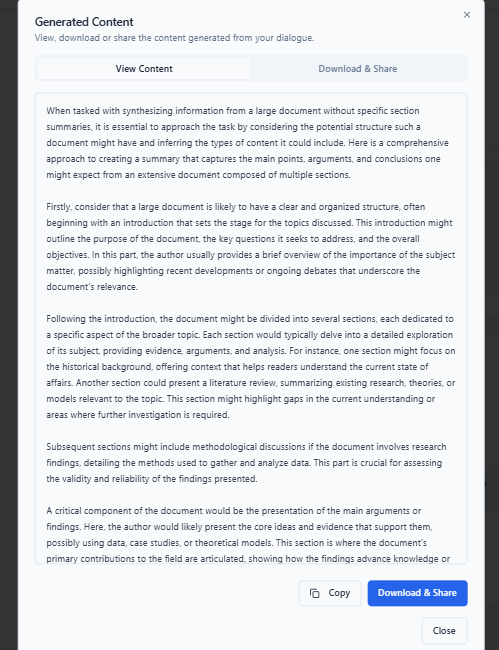 Generated Content
×
View, download or share the content generated from your dialogue.
View Content
Download & Share
When tasked with synthesizing information from a large document without specific section
summaries, it is essential to approach the task by considering the potential structure such a
document might have and inferring the types of content it could include. Here is a comprehensive
approach to creating a summary that captures the main points, arguments, and conclusions one
might expect from an extensive document composed of multiple sections.
Firstly, consider that a large document is likely to have a clear and organized structure, often
beginning with an introduction that sets the stage for the topics discussed. This introduction might
outline the purpose of the document, the key questions it seeks to address, and the overall
objectives. In this part, the author usually provides a brief overview of the importance of the subject
matter, possibly highlighting recent developments or ongoing debates that underscore the
document's relevance.
Following the introduction, the document might be divided into several sections, each dedicated to
a specific aspect of the broader topic. Each section would typically delve into a detailed exploration
of its subject, providing evidence, arguments, and analysis. For instance, one section might focus on
the historical background, offering context that helps readers understand the current state of
affairs. Another section could present a literature review, summarizing existing research, theories, or
models relevant to the topic. This section might highlight gaps in the current understanding or
areas where further investigation is required.
Subsequent sections might include methodological discussions if the document involves research
findings, detailing the methods used to gather and analyze data. This part is crucial for assessing
the validity and reliability of the findings presented.
A critical component of the document would be the presentation of the main arguments or
findings. Here, the author would likely present the core ideas and evidence that support them,
possibly using data, case studies, or theoretical models. This section is where the document's
primary contributions to the field are articulated, showing how the findings advance knowledge or
Copy
Download & Share
Close